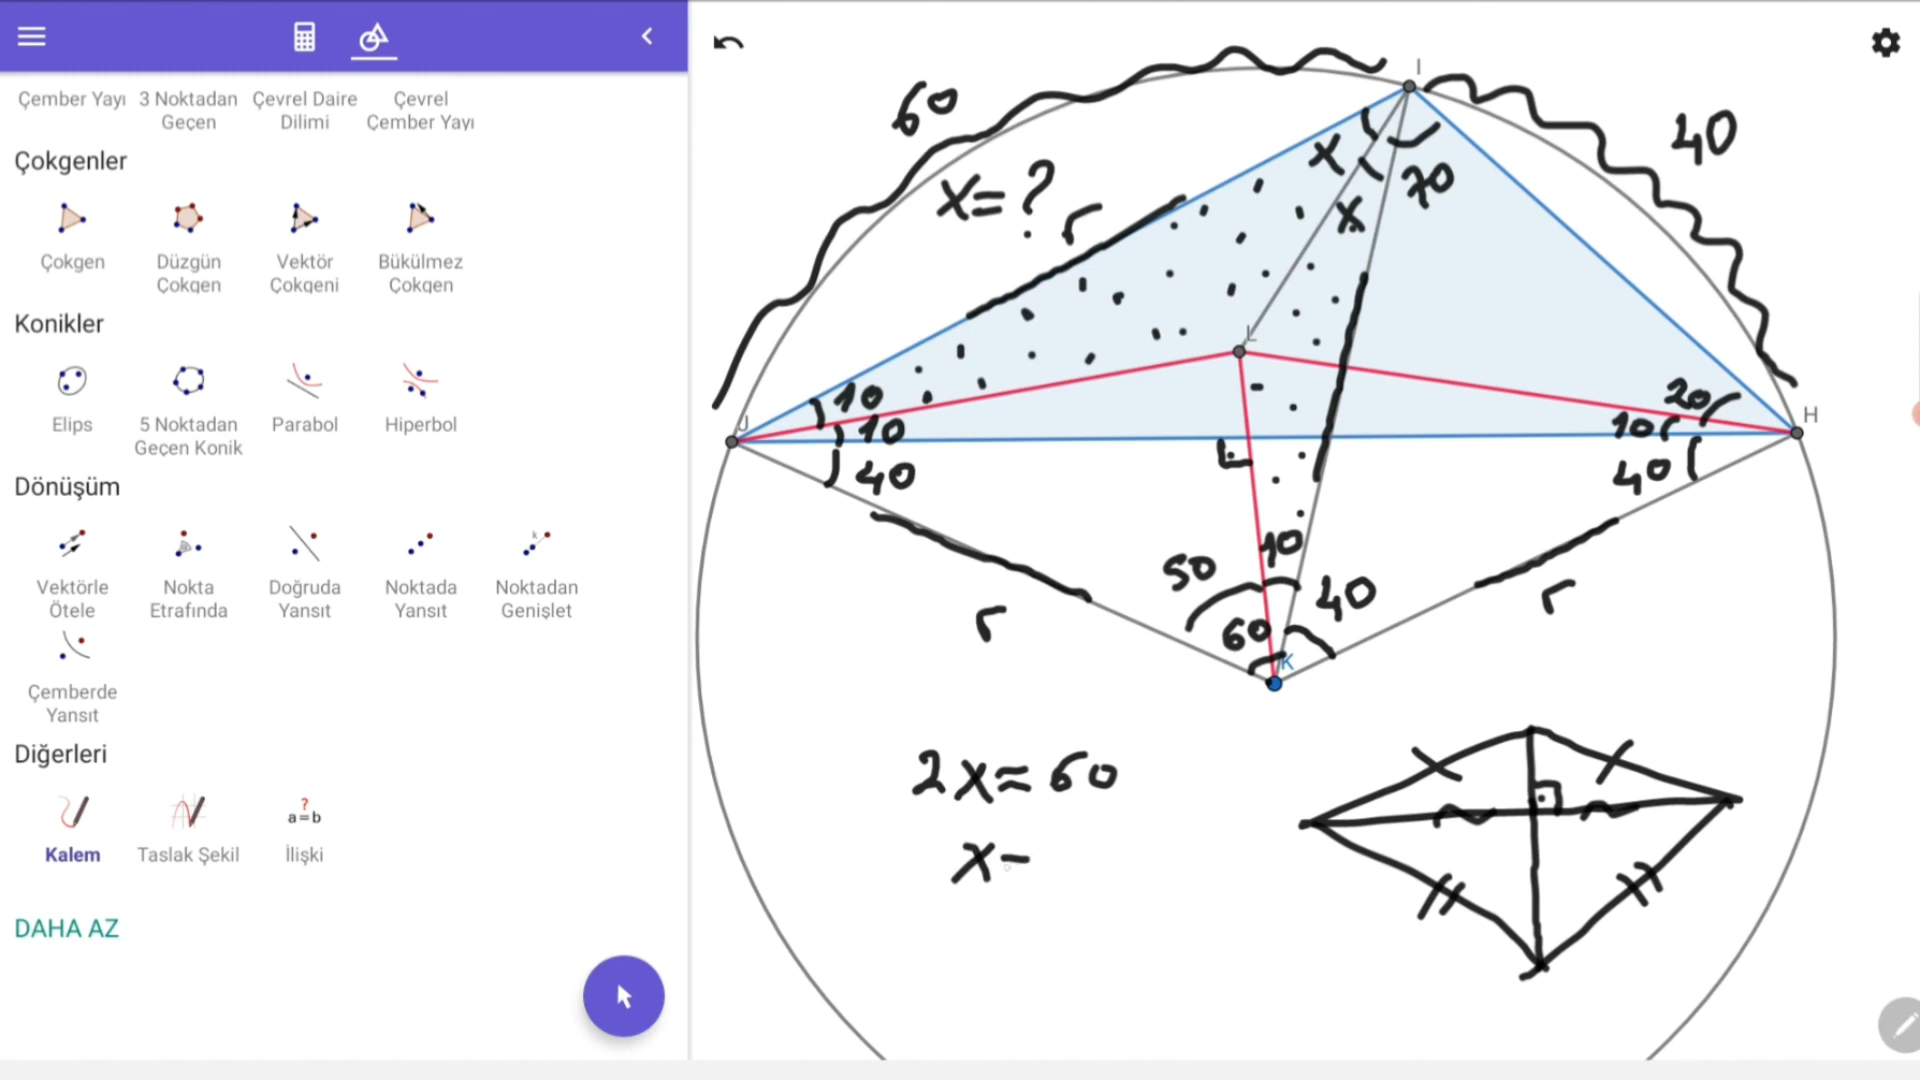 Çember Yayı
3 Noktadan Geçen
Çevrel Daire Dilimi
Çevrel Çember Yayı
Çokgenler
Çokgen
Düzgün Çokgen
Vektör Çokgeni
Bükülmez Çokgen
Konikler
Elips
5 Noktadan Geçen Konik
Parabol
Hiperbol
Dönüşüm
Vektörle Ötele
Nokta Etrafında
Doğruda Yansıt
Noktada Yansıt
Noktadan Genişlet
Çemberde Yansıt
Diğerleri
Kalem
Taslak Şekil
?
a=b
İlişki
DAHA AZ
I
60
40
x=?
x
70
x
r
L
J
10
10
40
20
10
40
H
50
10
40
60
K
r
r
2x=60
x=